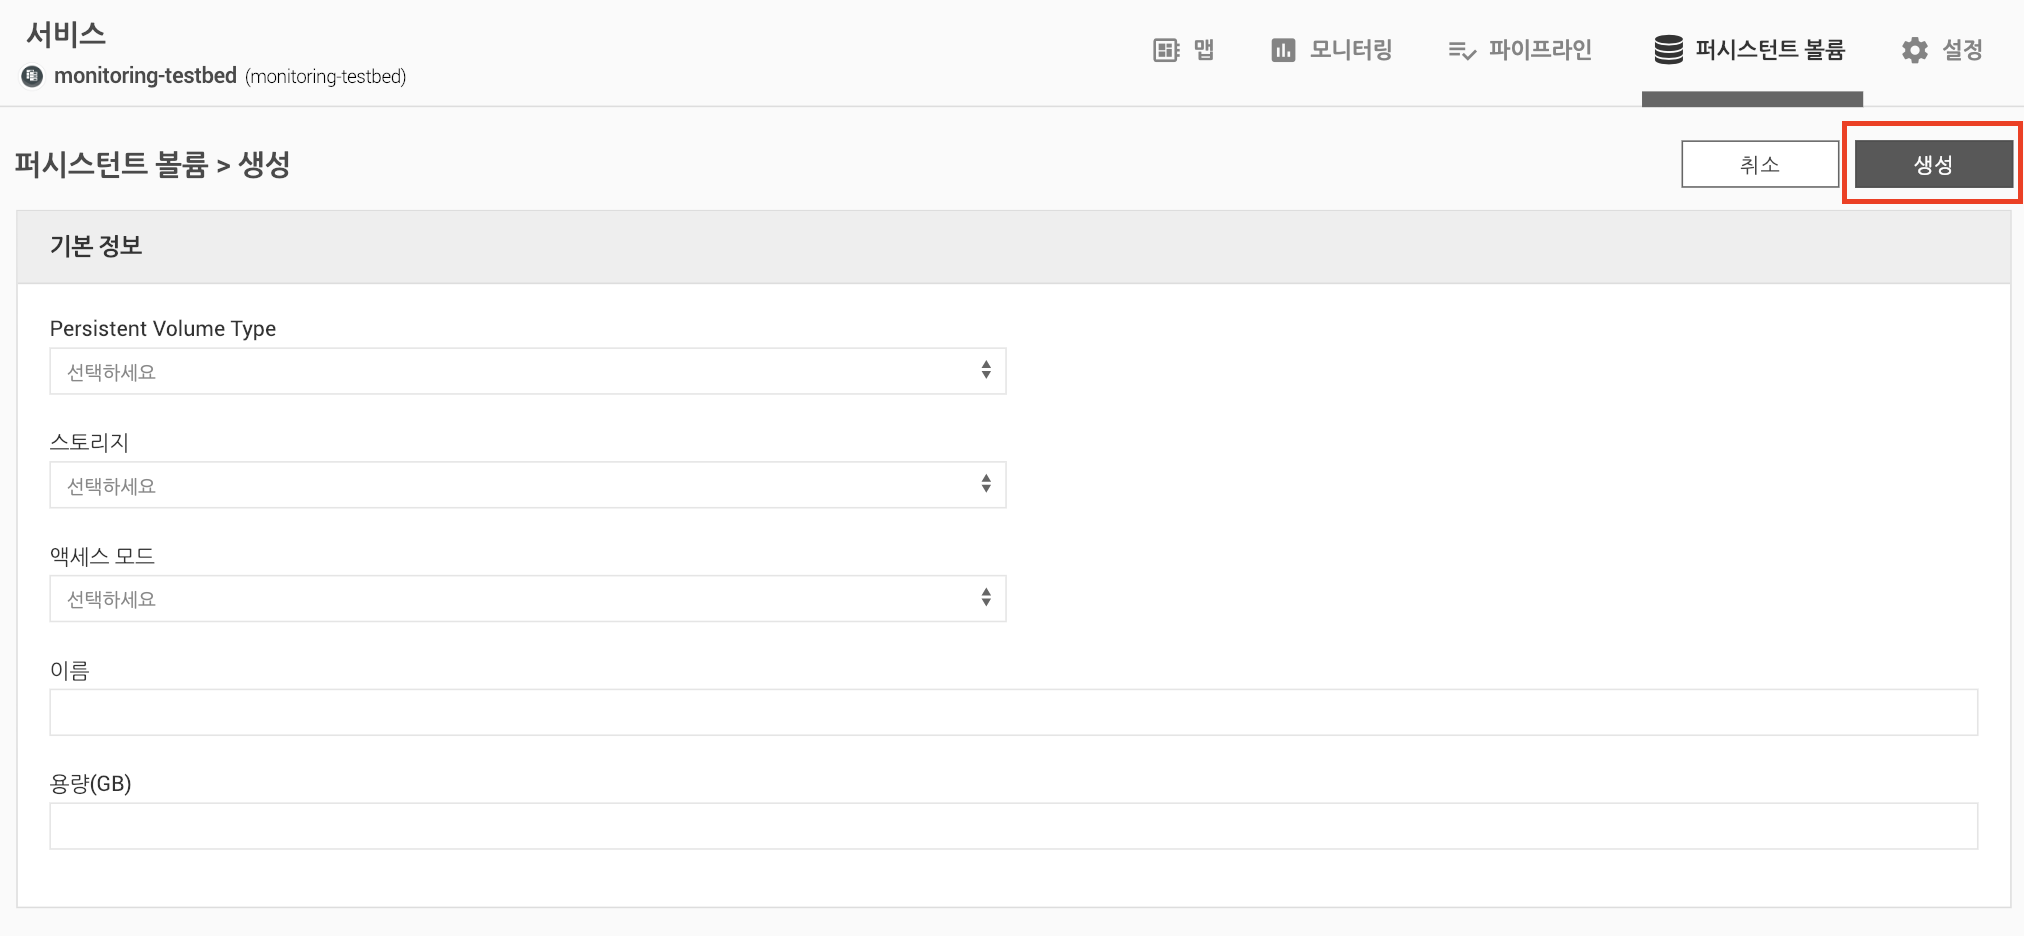 서비스
monitoring-testbed (monitoring-testbed)
맵 모니터링 파이프라인 퍼시스턴트 볼륨 설정
퍼시스턴트 볼륨 > 생성
취소 생성
기본 정보
Persistent Volume Type
선택하세요
스토리지
선택하세요
액세스 모드
선택하세요
이름
용량(GB)